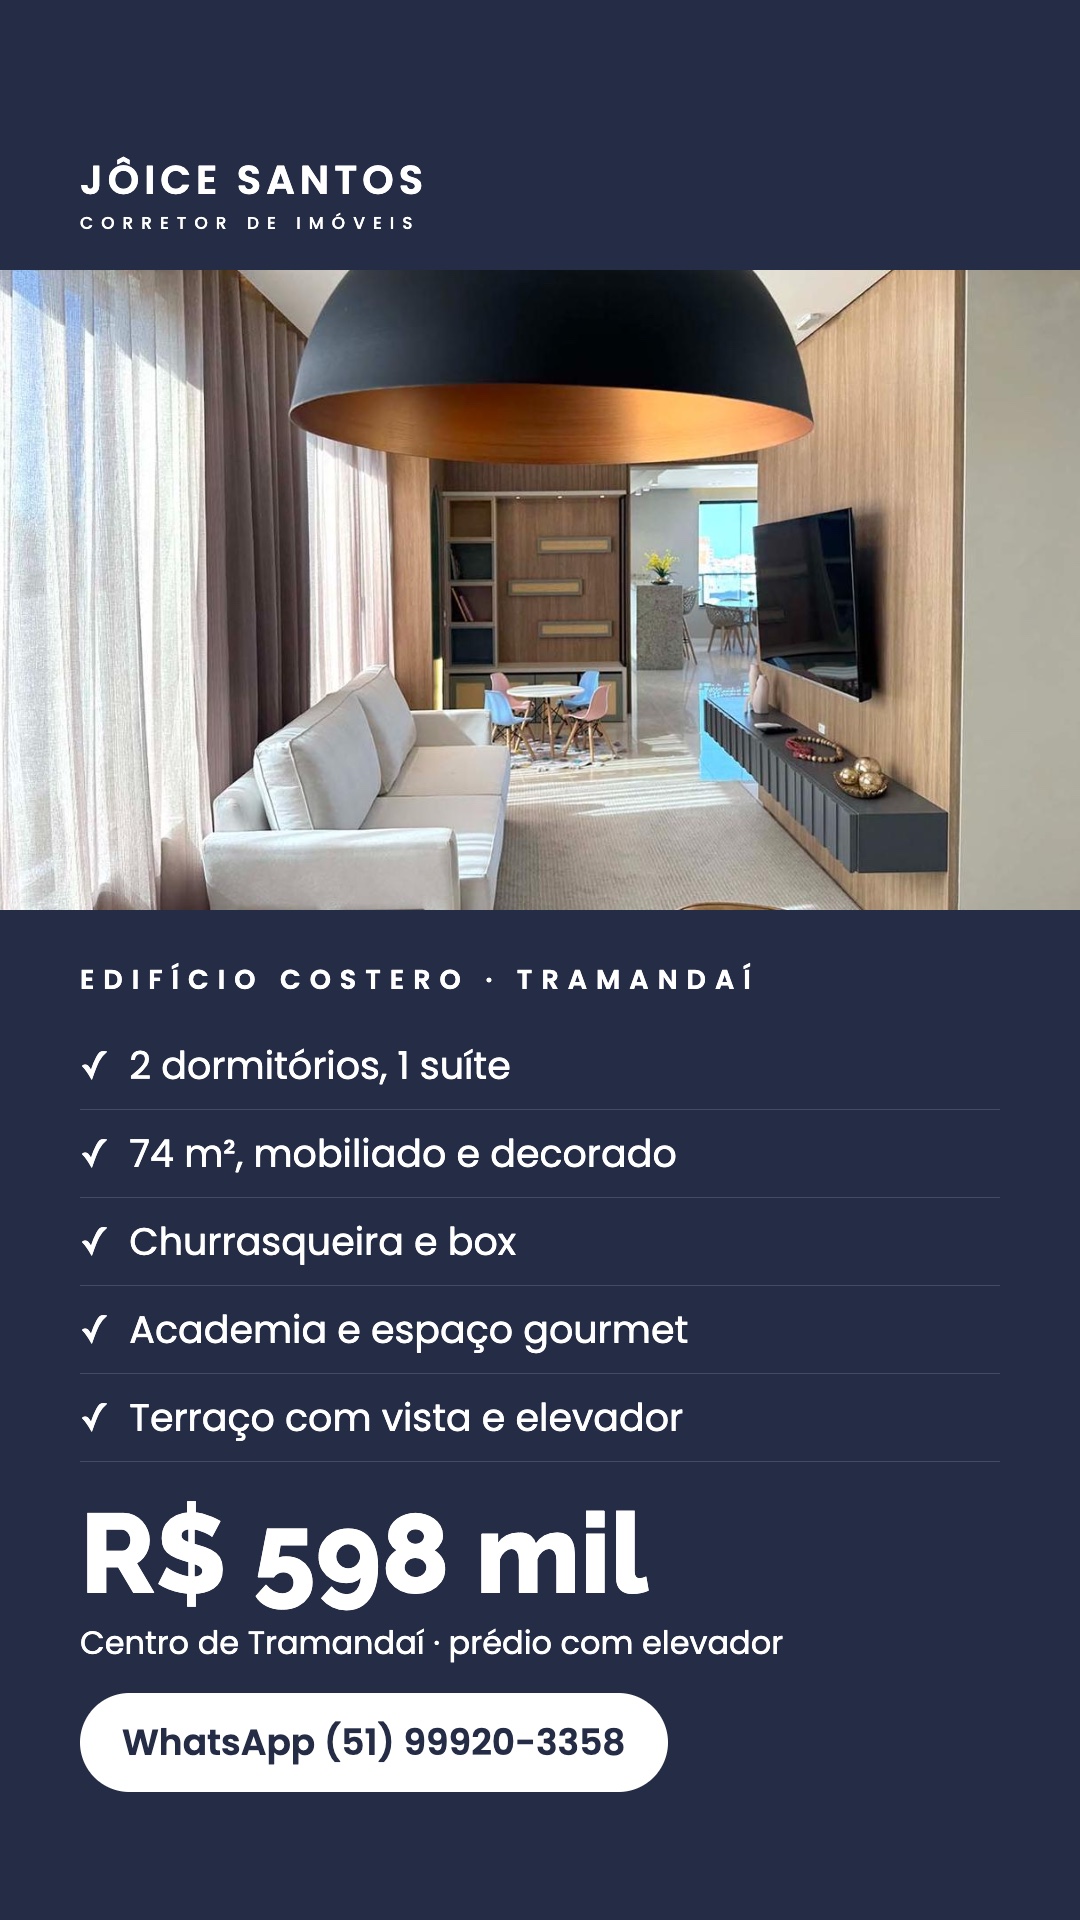 JÔICE SANTOS
CORRETOR DE IMÓVEIS
EDIFÍCIO COSTERO · TRAMANDAÍ
✓ 2 dormitórios, 1 suíte
✓ 74 m², mobiliado e decorado
✓ Churrasqueira e box
✓ Academia e espaço gourmet
✓ Terraço com vista e elevador
R$ 598 mil
Centro de Tramandaí · prédio com elevador
WhatsApp (51) 99920-3358